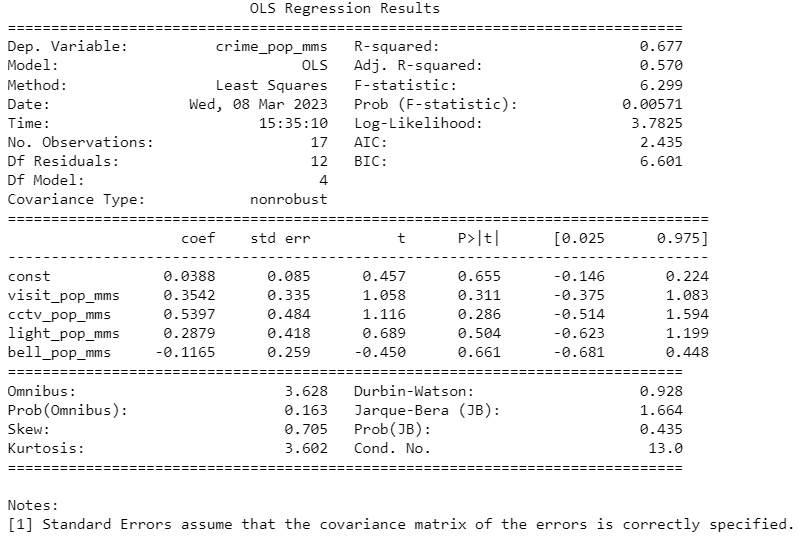 OLS Regression Results
==============================================================================
Dep. Variable: crime_pop_mms R-squared: 0.677
Model: OLS Adj. R-squared: 0.570
Method: Least Squares F-statistic: 6.299
Date: Wed, 08 Mar 2023 Prob (F-statistic): 0.00571
Time: 15:35:10 Log-Likelihood: 3.7825
No. Observations: 17 AIC: 2.435
Df Residuals: 12 BIC: 6.601
Df Model: 4
Covariance Type: nonrobust
=================================================================================
coef std err t P>|t| [0.025 0.975]
---------------------------------------------------------------------------------
const 0.0388 0.085 0.457 0.655 -0.146 0.224
visit_pop_mms 0.3542 0.335 1.058 0.311 -0.375 1.083
cctv_pop_mms 0.5397 0.484 1.116 0.286 -0.514 1.594
light_pop_mms 0.2879 0.418 0.689 0.504 -0.623 1.199
bell_pop_mms -0.1165 0.259 -0.450 0.661 -0.681 0.448
==============================================================================
Omnibus: 3.628 Durbin-Watson: 0.928
Prob(Omnibus): 0.163 Jarque-Bera (JB): 1.664
Skew: 0.705 Prob(JB): 0.435
Kurtosis: 3.602 Cond. No. 13.0
==============================================================================
Notes:
[1] Standard Errors assume that the covariance matrix of the errors is correctly specified.